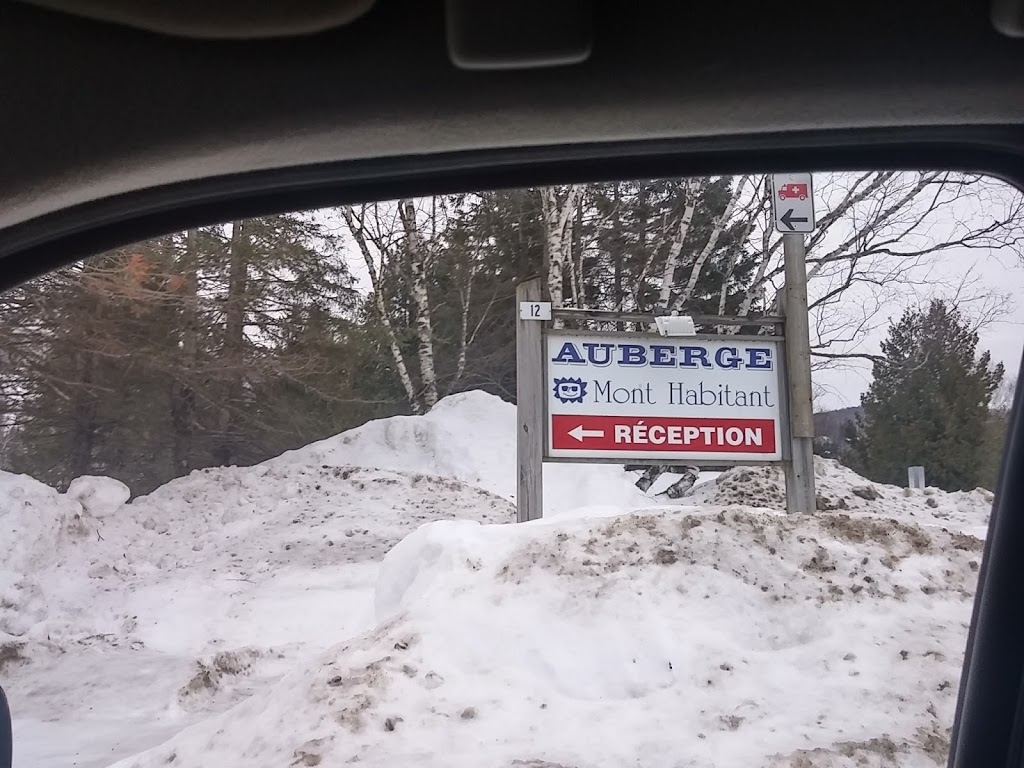 12
AUBERGE
Mont Habitant
RÉCEPTION